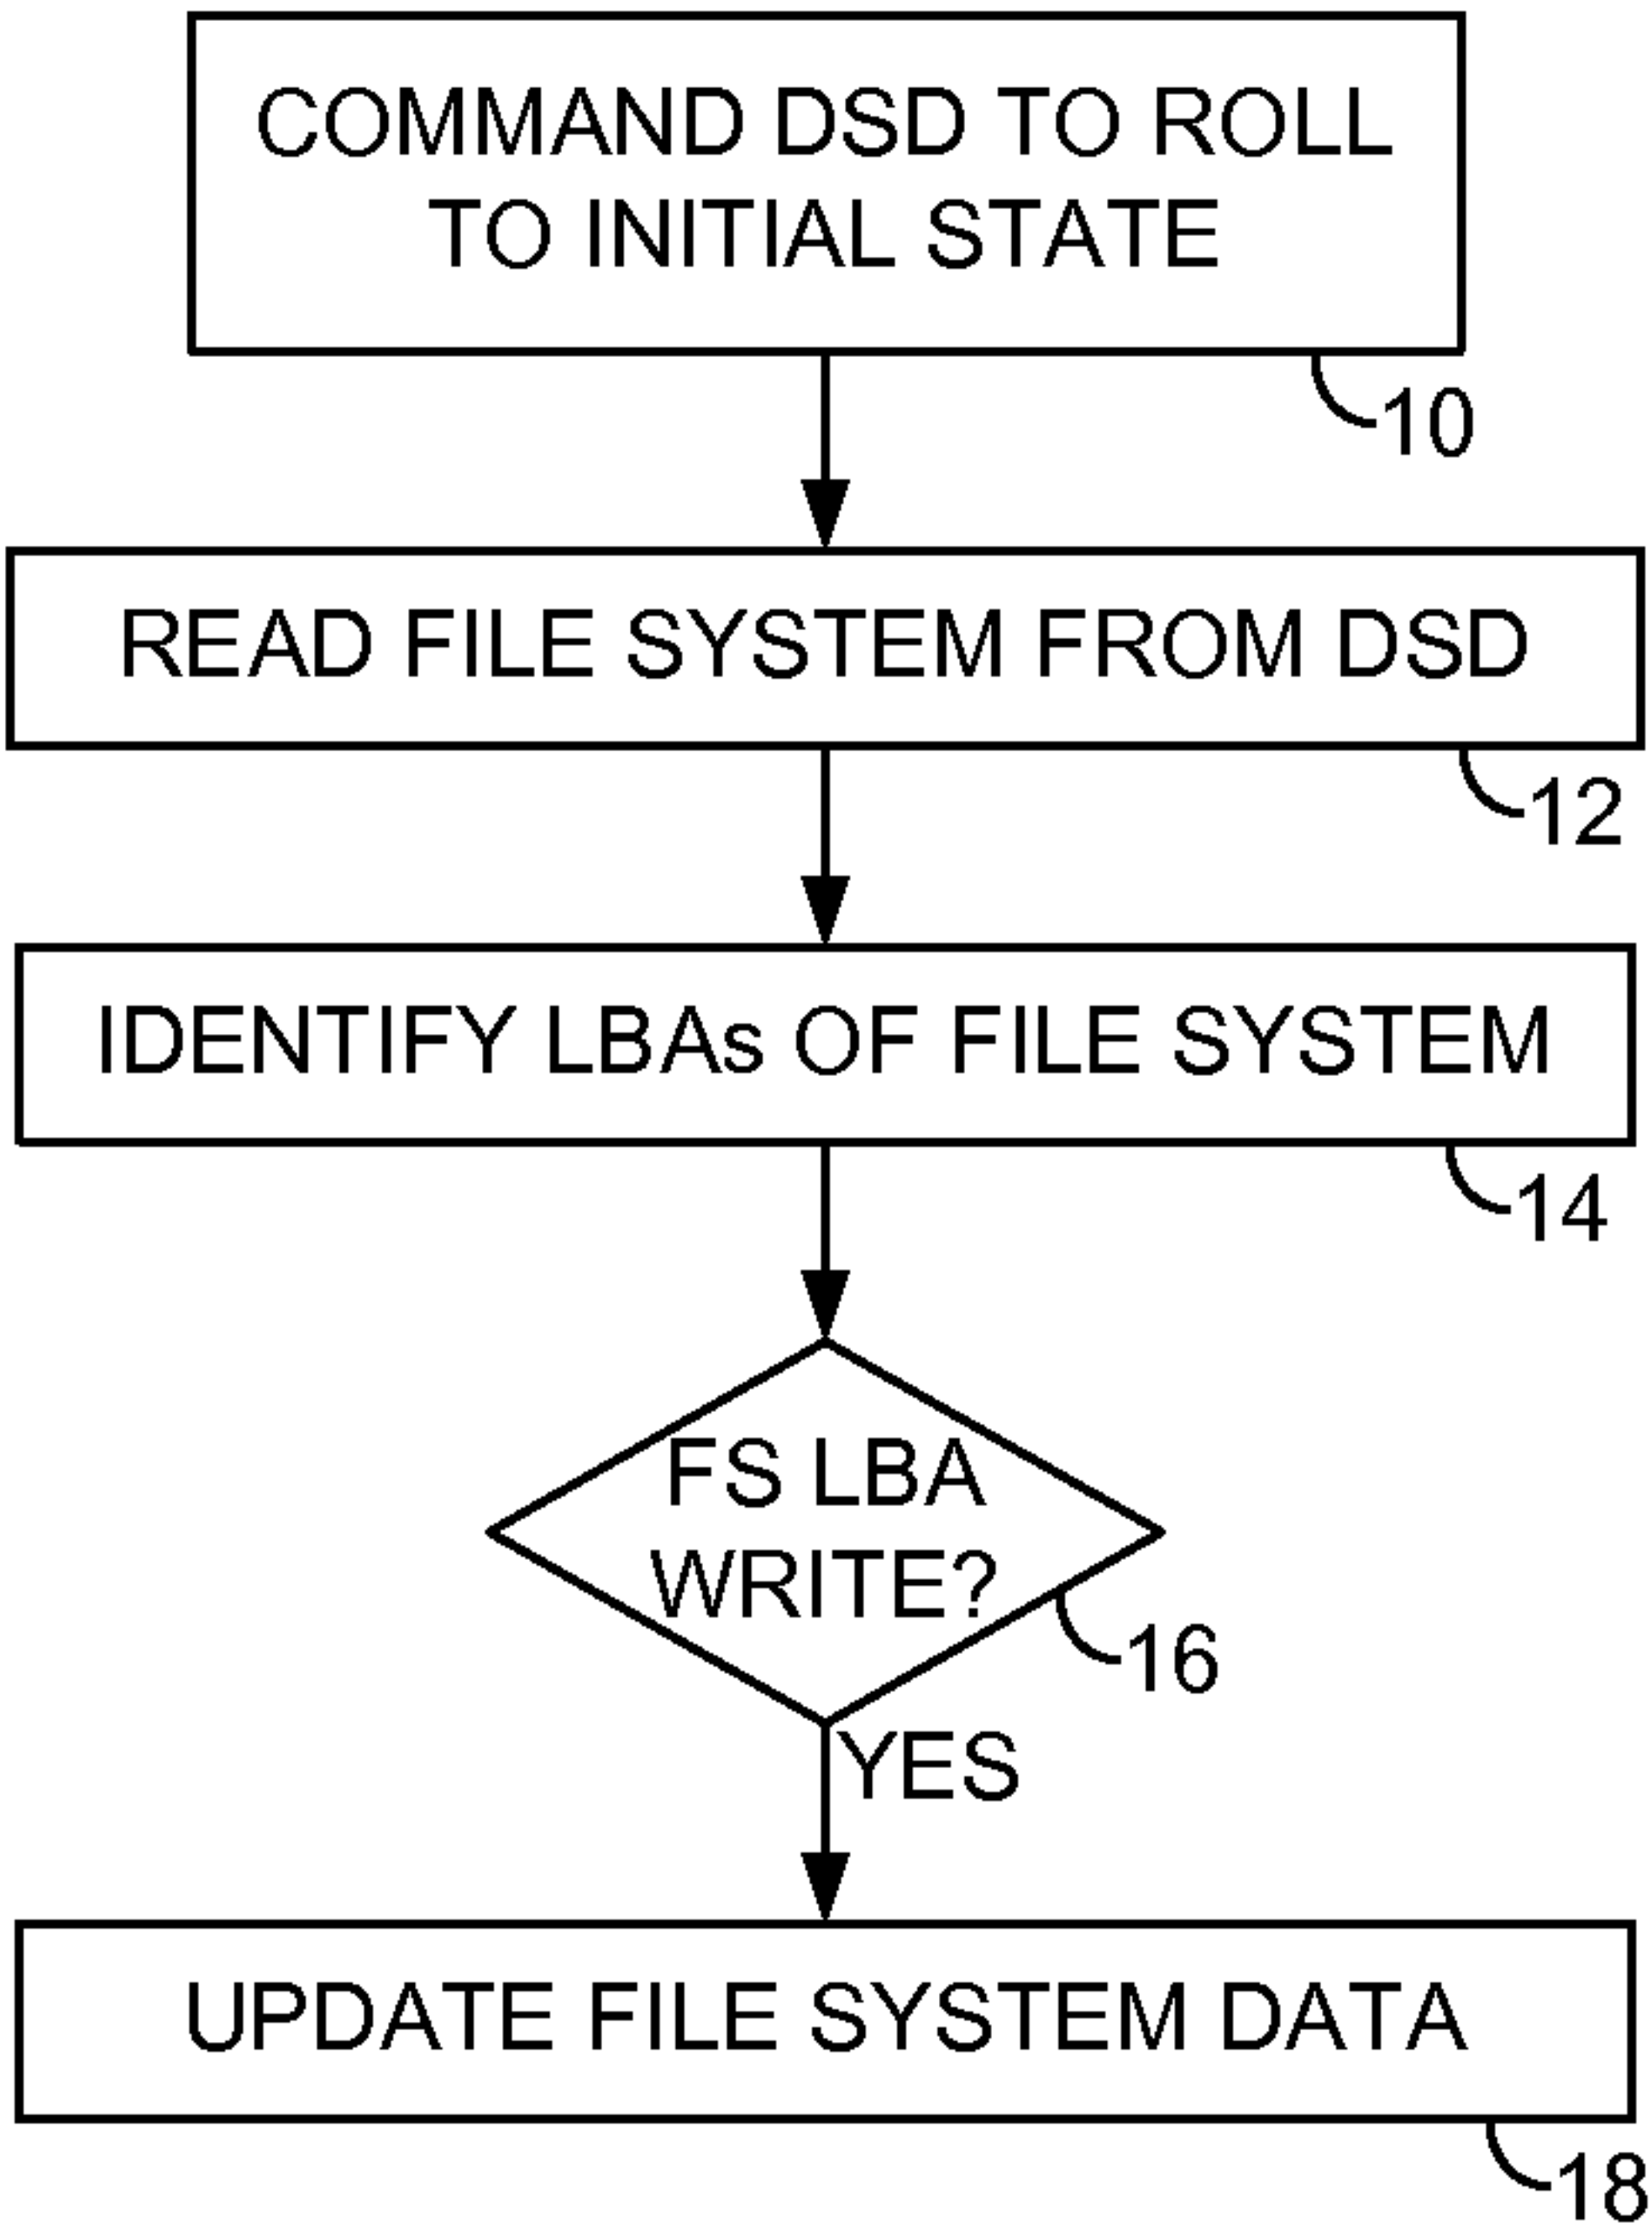 COMMAND DSD TO ROLL
TO INITIAL STATE
10
READ FILE SYSTEM FROM DSD
12
IDENTIFY LBAs OF FILE SYSTEM
14
FS LBA
WRITE?
16
YES
UPDATE FILE SYSTEM DATA
18